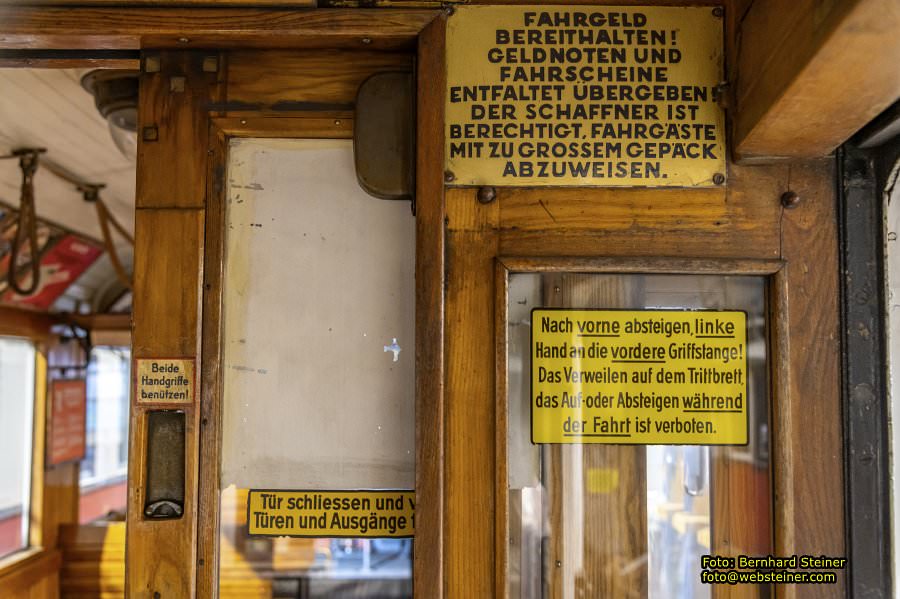 FAHRGELD
BEREITHALTEN!
GELDNOTEN UND
FAHRSCHEINE
ENTFALTET ÜBERGEBEN!
DER SCHAFFNER IST
BERECHTIGT, FAHRGÄSTE
MIT ZU GROSSEM GEPÄCK
ABZUWEISEN.
Nach vorne absteigen, linke
Hand an die vordere Griffstange!
Das Verweilen auf dem Trittbrett,
das Auf-oder Absteigen während
der Fahrt ist verboten.
Beide
Handgriffe
benützen!
Tür schliessen und
Türen und Ausgänge
Foto: Bernhard Steiner
foto@websteiner.com